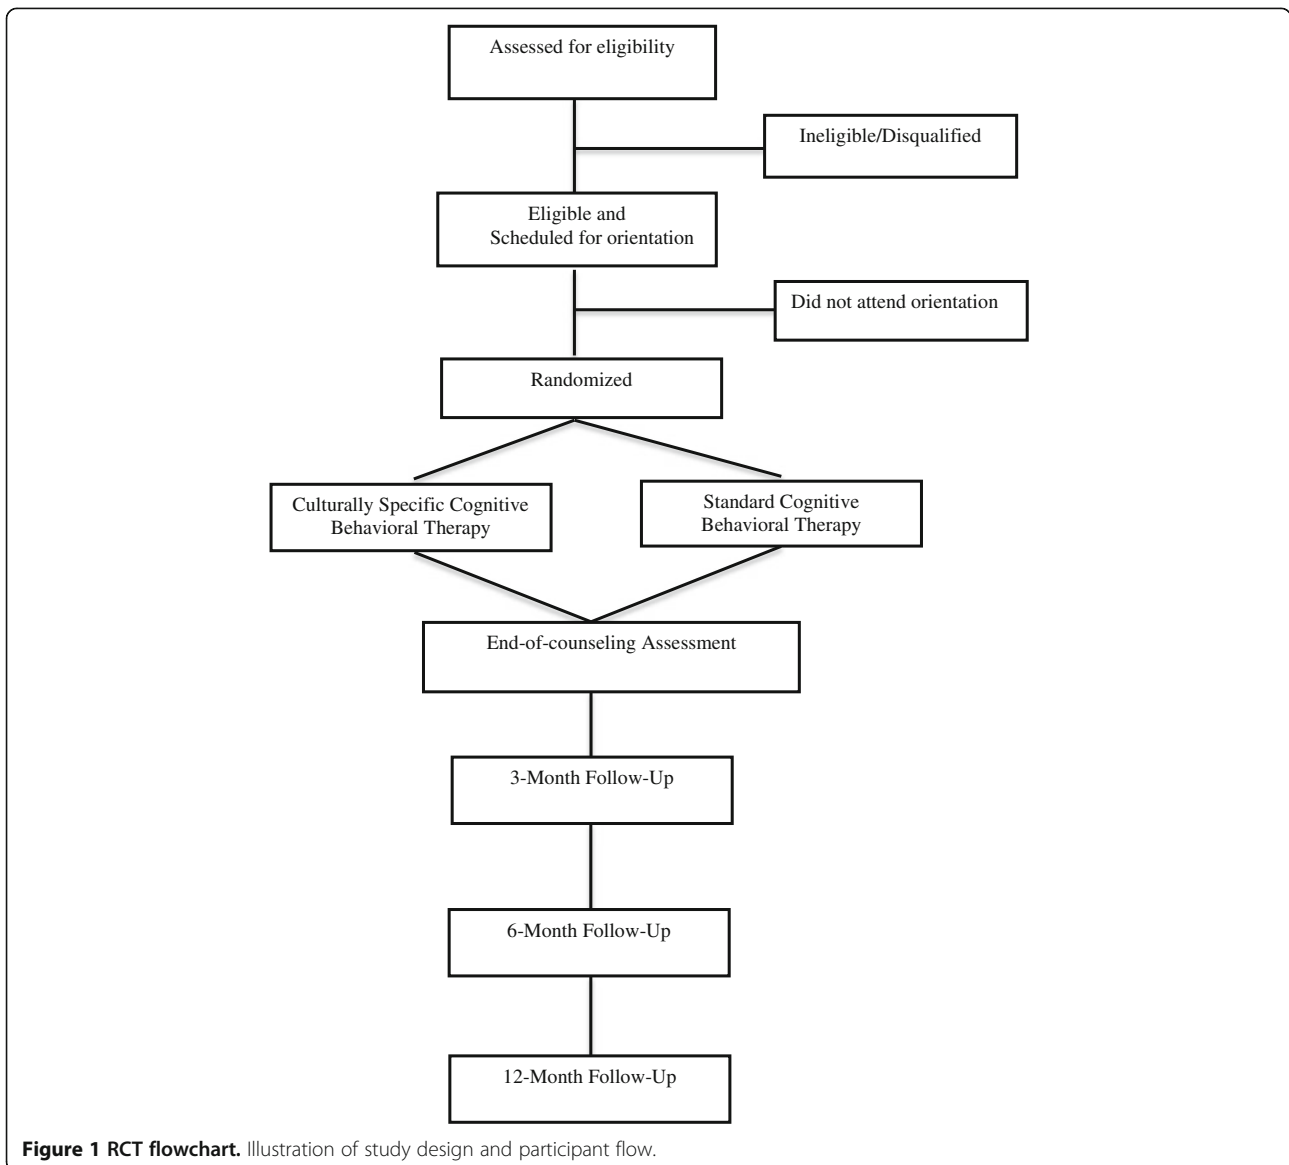 Assessed for eligibility
Ineligible/Disqualified
Eligible and
Scheduled for orientation
Did not attend orientation
Randomized
Culturally Specific Cognitive
Behavioral Therapy
Standard Cognitive
Behavioral Therapy
End-of-counseling Assessment
3-Month Follow-Up
6-Month Follow-Up
12-Month Follow-Up
Figure 1 RCT flowchart. Illustration of study design and participant flow.